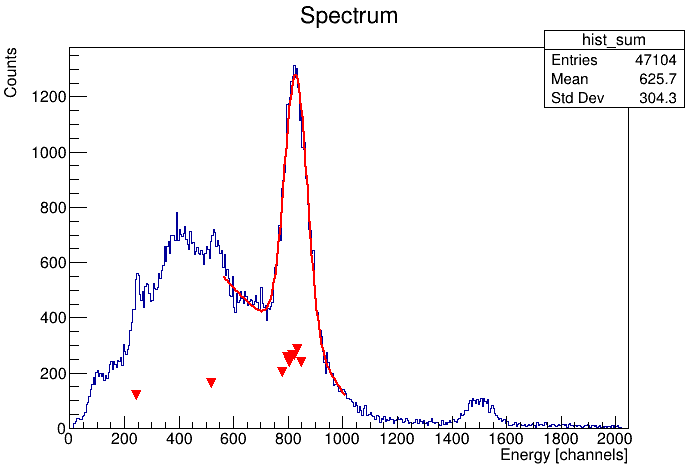 Spectrum
hist_sum
Entries 47104
Mean 625.7
Std Dev 304.3
Counts
1200
1000
800
600
400
200
0
0 200 400 600 800 1000 1200 1400 1600 1800 2000
Energy [channels]